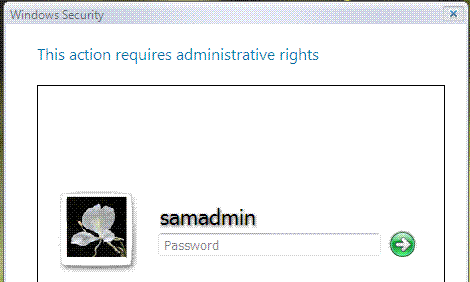 Windows Security
This action requires administrative rights
samadmin
Password